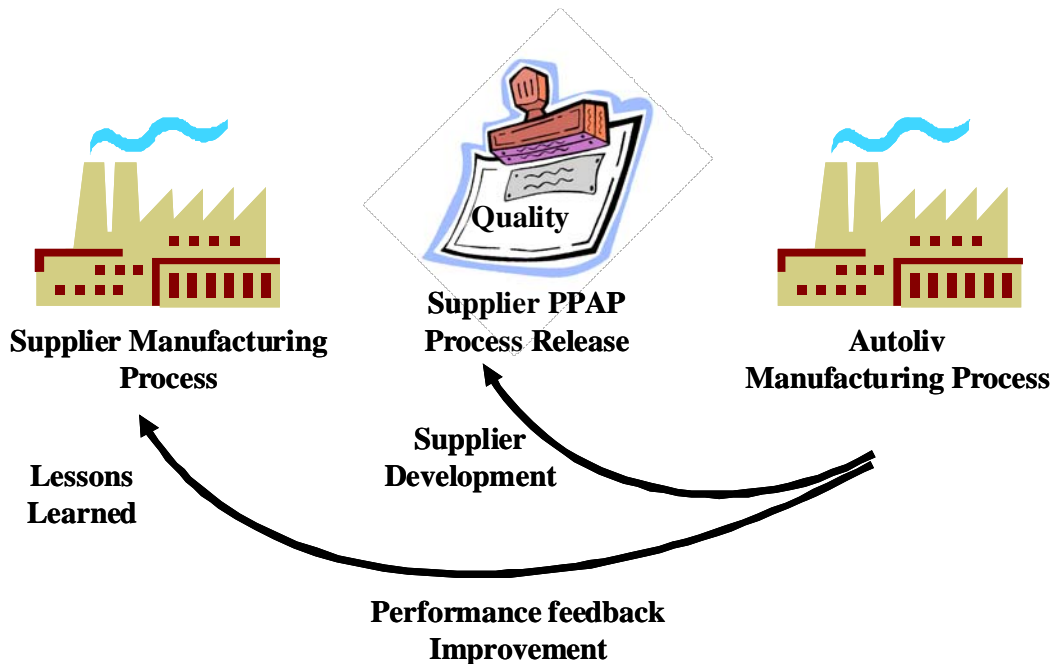 Quality
Supplier PPAP
Process Release
Supplier Manufacturing
Process
Autoliv
Manufacturing Process
Supplier
Development
Lessons
Learned
Performance feedback
Improvement